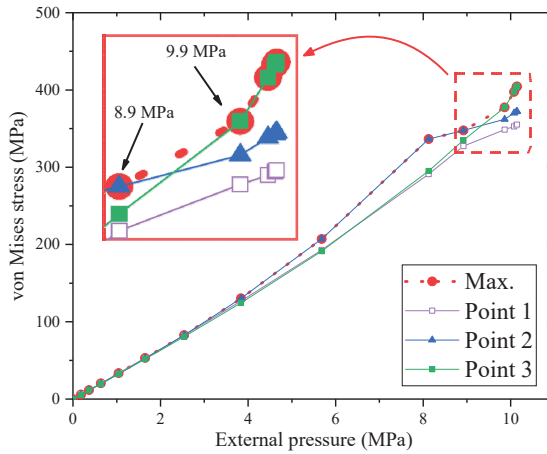 500
400
300
200
100
0
von Mises stress (MPa)
9.9 MPa
8.9 MPa
Max.
Point 1
Point 2
Point 3
0
2
4
6
8
10
External pressure (MPa)